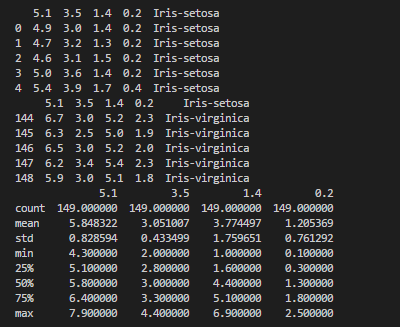 5.1 3.5 1.4 0.2 Iris-setosa
0 4.9 3.0 1.4 0.2 Iris-setosa
1 4.7 3.2 1.3 0.2 Iris-setosa
2 4.6 3.1 1.5 0.2 Iris-setosa
3 5.0 3.6 1.4 0.2 Iris-setosa
4 5.4 3.9 1.7 0.4 Iris-setosa
5.1 3.5 1.4 0.2 Iris-setosa
144 6.7 3.0 5.2 2.3 Iris-virginica
145 6.3 2.5 5.0 1.9 Iris-virginica
146 6.5 3.0 5.2 2.0 Iris-virginica
147 6.2 3.4 5.4 2.3 Iris-virginica
148 5.9 3.0 5.1 1.8 Iris-virginica
5.1 3.5 1.4 0.2
count 149.000000 149.000000 149.000000 149.000000
mean 5.848322 3.051007 3.774497 1.205369
std 0.828594 0.433499 1.759651 0.761292
min 4.300000 2.000000 1.000000 0.100000
25% 5.100000 2.800000 1.600000 0.300000
50% 5.800000 3.000000 4.400000 1.300000
75% 6.400000 3.300000 5.100000 1.800000
max 7.900000 4.400000 6.900000 2.500000